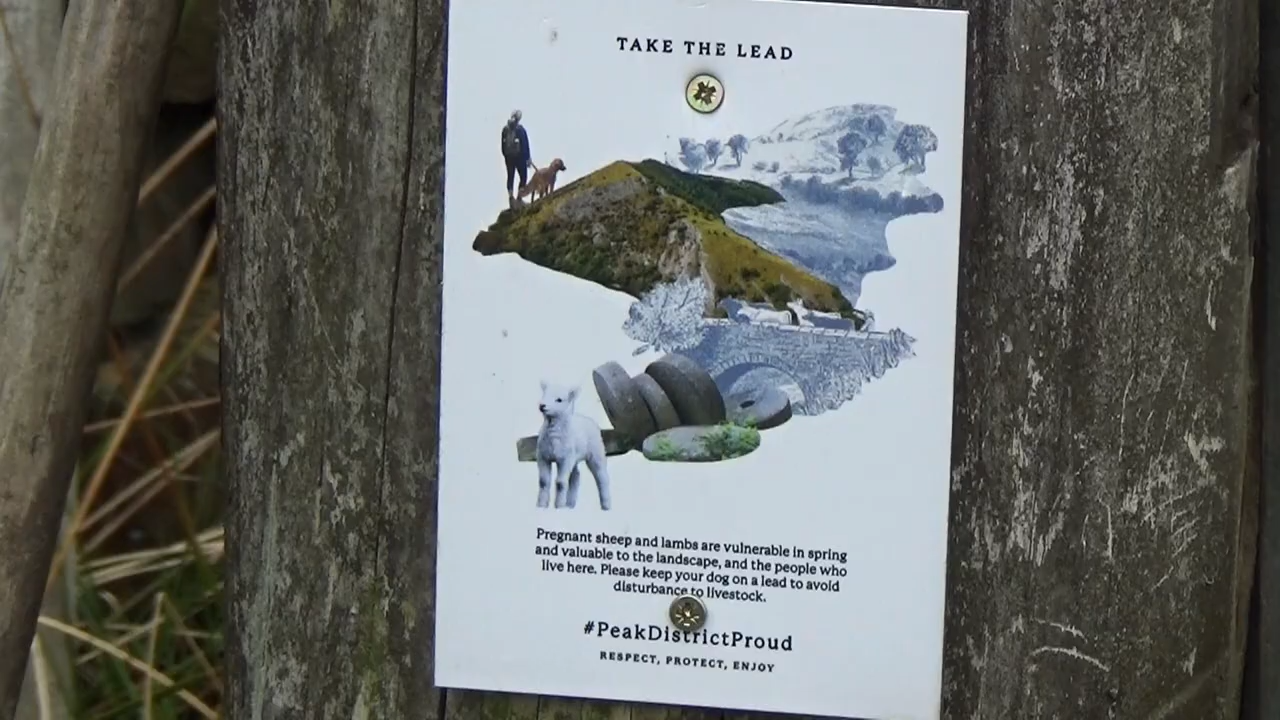 TAKE THE LEAD
Pregnant sheep and lambs are vulnerable in spring
and valuable to the landscape, and the people who
live here. Please keep your dog on a lead to avoid
disturbance to livestock.
#PeakDistrictProud
RESPECT, PROTECT, ENJOY